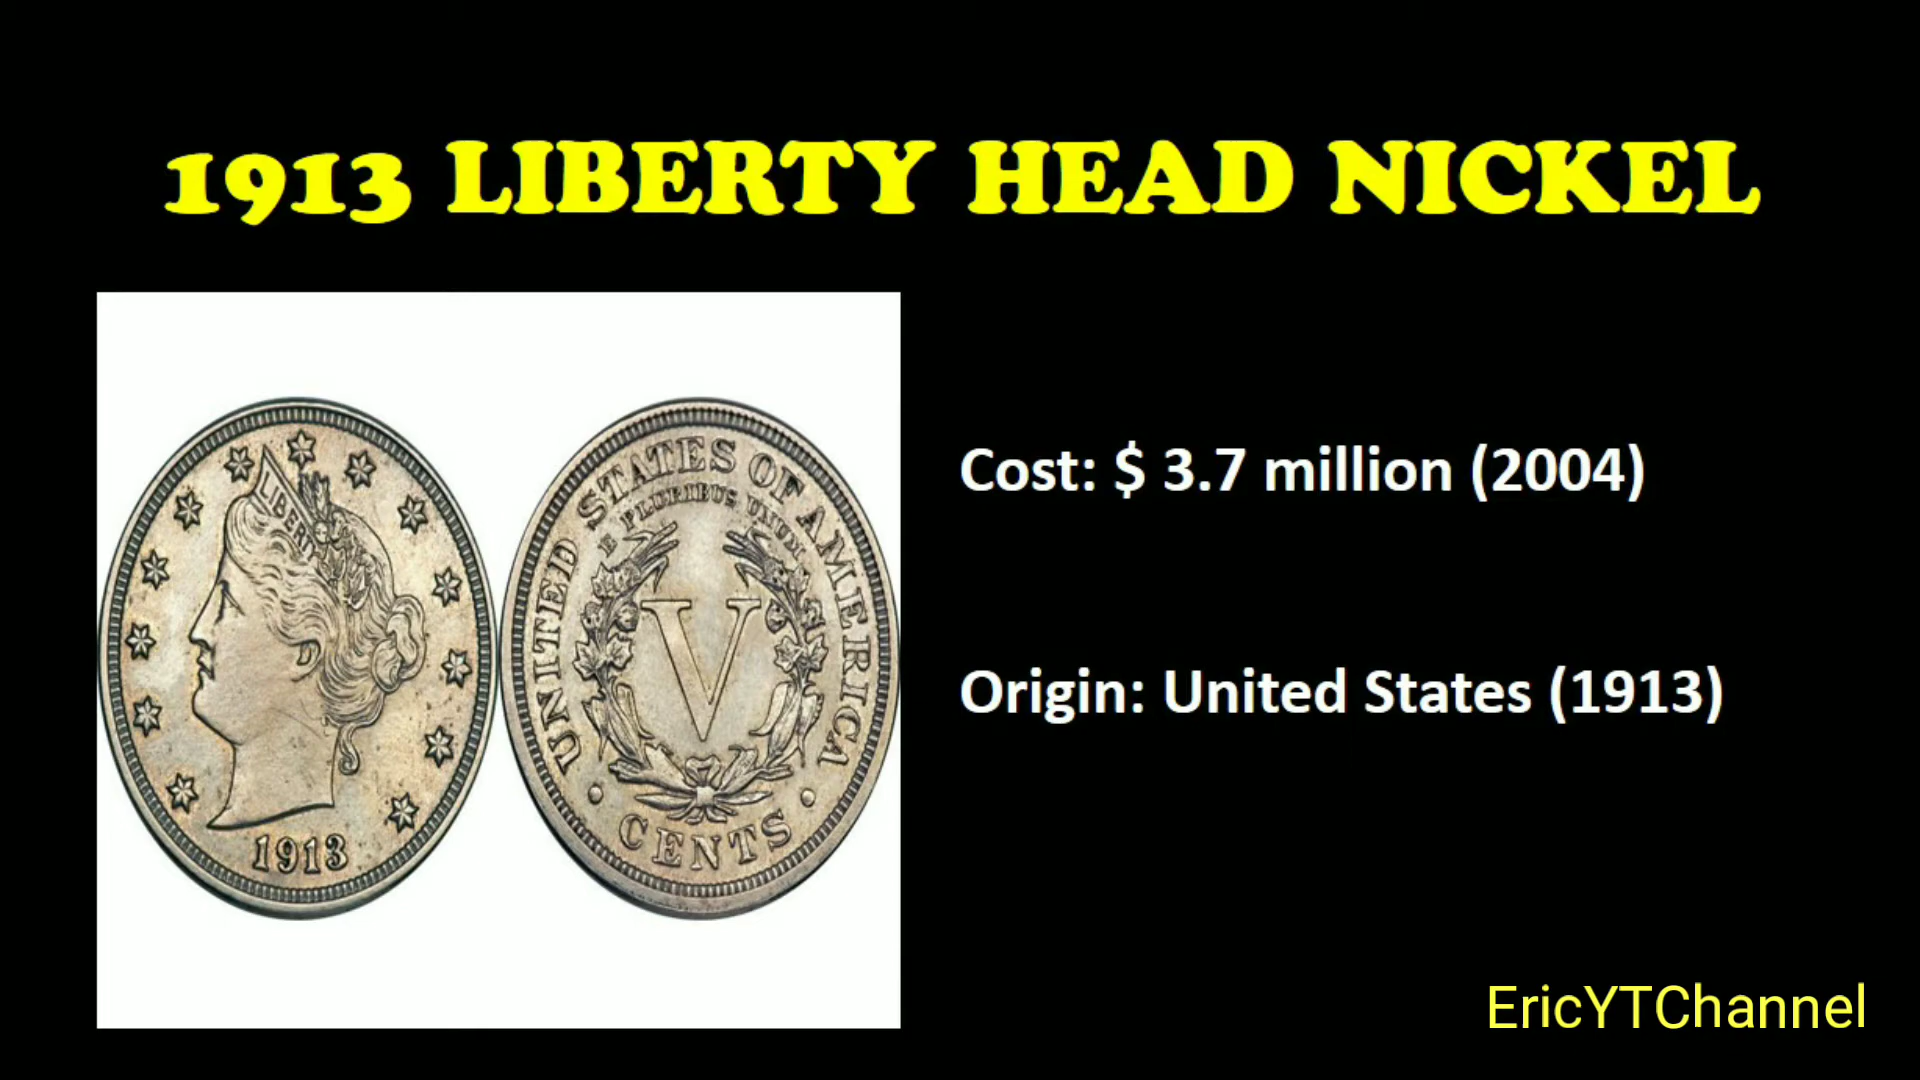 1913 LIBERTY HEAD NICKEL
LIBERTY
1913
UNITED STATES OF AMERICA
E PLURIBUS UNUM
V
CENTS
Cost: $ 3.7 million (2004)
Origin: United States (1913)
EricYTChannel